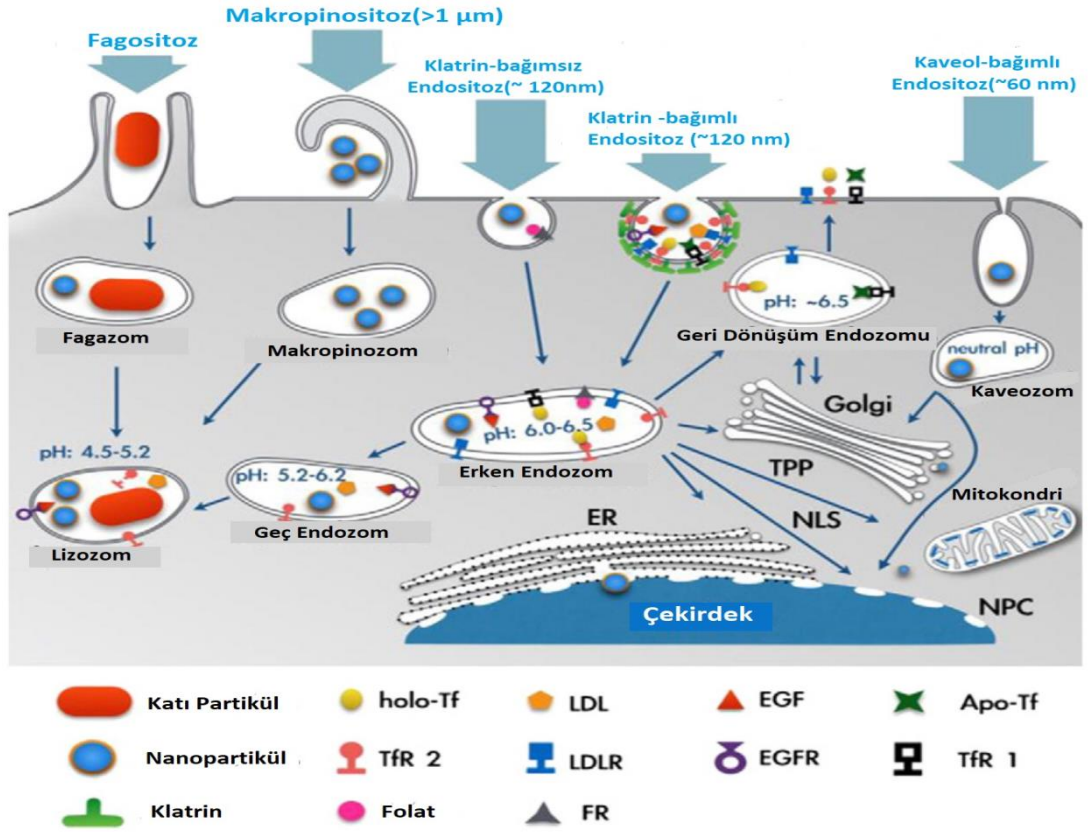 Makropinositoz(>1 µm)
Fagositoz
Klatrin-bağımsız
Endositoz(~ 120nm)
Klatrin -bağımlı
Endositoz (~120 nm)
Kaveol-bağımlı
Endositoz(~60 nm)
pH: ~6.5
Fagazom
Makropinozom
Geri Dönüşüm Endozomu
neutral pH
Kaveozom
Golgi
pH: 6.0-6.5
Erken Endozom
pH: 4.5-5.2
pH: 5.2-6.2
TPP
Mitokondri
Lizozom
Geç Endozom
ER
NLS
NPC
Çekirdek
Katı Partikül
holo-Tf
LDL
EGF
Apo-Tf
Nanopartikül
TfR 2
LDLR
EGFR
TfR 1
Klatrin
Folat
FR